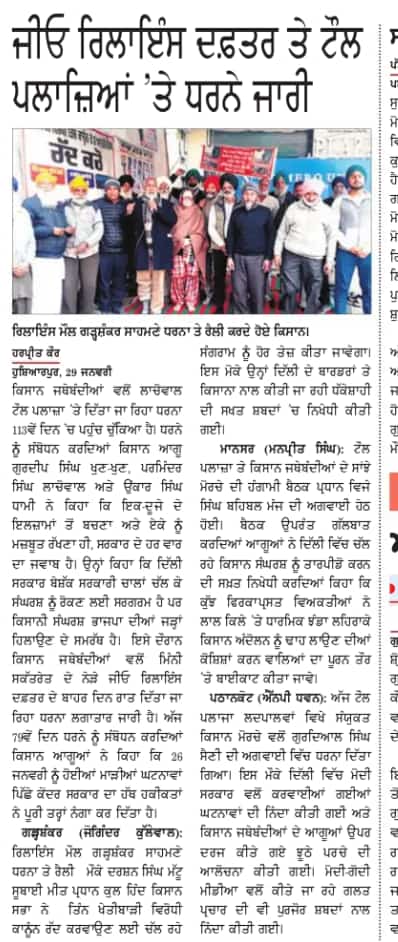 ਜੀਓ ਰਿਲਾਇੰਸ ਦਫ਼ਤਰ ਤੇ ਟੌਲ
ਪਲਾਜ਼ਿਆਂ ’ਤੇ ਧਰਨੇ ਜਾਰੀ
ਰੱਦ ਕਰੋ
ਰਿਲਾਇੰਸ ਮੌਲ ਗੜ੍ਹਸ਼ੰਕਰ ਸਾਹਮਣੇ ਧਰਨਾ ਤੇ ਰੈਲੀ ਕਰਦੇ ਹੋਏ ਕਿਸਾਨ।
ਹਰਪ੍ਰੀਤ ਕੌਰ
ਹੁਸ਼ਿਆਰਪੁਰ, 29 ਜਨਵਰੀ
ਕਿਸਾਨ ਜਥੇਬੰਦੀਆਂ ਵਲੋਂ ਲਾਚੋਵਾਲ
ਟੌਲ ਪਲਾਜ਼ਾ ’ਤੇ ਦਿੱਤਾ ਜਾ ਰਿਹਾ ਧਰਨਾ
113ਵੇਂ ਦਿਨ ’ਚ ਪਹੁੰਚ ਚੁੱਕਿਆ ਹੈ। ਧਰਨੇ
ਨੂੰ ਸੰਬੋਧਨ ਕਰਦਿਆਂ ਕਿਸਾਨ ਆਗੂ
ਗੁਰਦੀਪ ਸਿੰਘ ਖੁਣ-ਖੁਣ, ਪਰਮਿੰਦਰ
ਸਿੰਘ ਲਾਚੋਵਾਲ ਅਤੇ ਉਂਕਾਰ ਸਿੰਘ
ਧਾਮੀ ਨੇ ਕਿਹਾ ਕਿ ਇਕ-ਦੂਜੇ ਦੇ
ਇਲਜ਼ਾਮਾਂ ਤੋਂ ਬਚਣਾ ਅਤੇ ਏਕੇ ਨੂੰ
ਮਜ਼ਬੂਤ ਰੱਖਣਾ ਹੀ, ਸਰਕਾਰ ਦੇ ਹਰ ਵਾਰ
ਦਾ ਜਵਾਬ ਹੈ। ਉਨ੍ਹਾਂ ਕਿਹਾ ਕਿ ਦਿੱਲੀ
ਸਰਕਾਰ ਬੇਸ਼ੱਕ ਸਰਕਾਰੀ ਚਾਲਾਂ ਚੱਲ ਕੇ
ਸੰਘਰਸ਼ ਨੂੰ ਰੋਕਣ ਲਈ ਸਰਗਰਮ ਹੈ ਪਰ
ਕਿਸਾਨੀ ਸੰਘਰਸ਼ ਭਾਜਪਾ ਦੀਆਂ ਜੜ੍ਹਾਂ
ਹਿਲਾਉਣ ਦੇ ਸਮਰੱਥ ਹੈ। ਇਸੇ ਦੌਰਾਨ
ਕਿਸਾਨ ਜਥੇਬੰਦੀਆਂ ਵਲੋਂ ਮਿੰਨੀ
ਸਕੱਤਰੇਤ ਦੇ ਨੇੜੇ ਜੀਓ ਰਿਲਾਇੰਸ
ਦਫ਼ਤਰ ਦੇ ਬਾਹਰ ਦਿਨ ਰਾਤ ਦਿੱਤਾ ਜਾ
ਰਿਹਾ ਧਰਨਾ ਲਗਾਤਾਰ ਜਾਰੀ ਹੈ। ਅੱਜ
79ਵੇਂ ਦਿਨ ਧਰਨੇ ਨੂੰ ਸੰਬੋਧਨ ਕਰਦਿਆਂ
ਕਿਸਾਨ ਆਗੂਆਂ ਨੇ ਕਿਹਾ ਕਿ 26
ਜਨਵਰੀ ਨੂੰ ਹੋਈਆਂ ਮਾੜੀਆਂ ਘਟਨਾਵਾਂ
ਪਿੱਛੇ ਕੇਂਦਰ ਸਰਕਾਰ ਦਾ ਹੱਥ ਹਕੀਕਤਾਂ
ਨੇ ਪੂਰੀ ਤਰ੍ਹਾਂ ਨੰਗਾ ਕਰ ਦਿੱਤਾ ਹੈ।
ਗੜ੍ਹਸ਼ੰਕਰ (ਜੋਗਿੰਦਰ ਕੁੱਲੇਵਾਲ):
ਰਿਲਾਇੰਸ ਮੌਲ ਗੜ੍ਹਸ਼ੰਕਰ ਸਾਹਮਣੇ
ਧਰਨਾ ਤੇ ਰੈਲੀ ਮੌਕੇ ਦਰਸ਼ਨ ਸਿੰਘ ਮੱਟੂ
ਸੂਬਾਈ ਮੀਤ ਪ੍ਰਧਾਨ ਕੁਲ ਹਿੰਦ ਕਿਸਾਨ
ਸਭਾ ਨੇ ਤਿੰਨ ਖੇਤੀਬਾੜੀ ਵਿਰੋਧੀ
ਕਾਨੂੰਨ ਰੱਦ ਕਰਵਾਉਣ ਲਈ ਚੱਲ ਰਹੇ
ਸੰਗਰਾਮ ਨੂੰ ਹੋਰ ਤੇਜ਼ ਕੀਤਾ ਜਾਵੇਗਾ।
ਇਸ ਮੌਕੇ ਉਨ੍ਹਾਂ ਦਿੱਲੀ ਦੇ ਬਾਰਡਰਾਂ ਤੇ
ਕਿਸਾਨਾ ਨਾਲ ਕੀਤੀ ਜਾ ਰਹੀ ਧੱਕੇਸ਼ਾਹੀ
ਦੀ ਸਖਤ ਸ਼ਬਦਾਂ ’ਚ ਨਿਖੇਧੀ ਕੀਤੀ
ਗਈ।
ਮਾਨਸਰ (ਮਨਪ੍ਰੀਤ ਸਿੰਘ): ਟੌਲ
ਪਲਾਜ਼ਾ ਤੇ ਕਿਸਾਨ ਜਥੇਬੰਦੀਆਂ ਦੇ ਸਾਂਝੇ
ਮੋਰਚੇ ਦੀ ਹੰਗਾਮੀ ਬੈਠਕ ਪ੍ਰਧਾਨ ਵਿਜੇ
ਸਿੰਘ ਬਹਿਬਲ ਮੰਜ ਦੀ ਅਗਵਾਈ ਹੇਠ
ਹੋਈ। ਬੈਠਕ ਉਪਰੰਤ ਗੱਲਬਾਤ
ਕਰਦਿਆਂ ਆਗੂਆਂ ਨੇ ਦਿੱਲੀ ਵਿੱਚ ਚੱਲ
ਰਹੇ ਕਿਸਾਨ ਸੰਘਰਸ਼ ਨੂੰ ਤਾਰਪੀਡੋ ਕਰਨ
ਦੀ ਸਖ਼ਤ ਨਿਖੇਧੀ ਕਰਦਿਆਂ ਕਿਹਾ ਕਿ
ਕੁੱਝ ਫਿਰਕਾਪ੍ਰਸਤ ਵਿਅਕਤੀਆਂ ਨੇ
ਲਾਲ ਕਿਲੇ ’ਤੇ ਧਾਰਮਿਕ ਝੰਡਾ ਲਹਿਰਾਕੇ
ਕਿਸਾਨ ਅੰਦੋਲਨ ਨੂੰ ਢਾਹ ਲਾਉਣ ਦੀਆਂ
ਕੋਸ਼ਿਸ਼ਾਂ ਕਰਨ ਵਾਲਿਆਂ ਦਾ ਪੂਰਨ ਤੌਰ
’ਤੇ ਬਾਈਕਾਟ ਕੀਤਾ ਜਾਵੇ।
ਪਠਾਨਕੋਟ (ਐੱਨਪੀ ਧਵਨ): ਅੱਜ ਟੌਲ
ਪਲਾਜਾ ਲਦਪਾਲਵਾਂ ਵਿਖੇ ਸੰਯੁਕਤ
ਕਿਸਾਨ ਮੋਰਚੇ ਵਲੋਂ ਗੁਰਦਿਆਲ ਸਿੰਘ
ਸੈਣੀ ਦੀ ਅਗਵਾਈ ਵਿੱਚ ਧਰਨਾ ਦਿੱਤਾ
ਗਿਆ। ਇਸ ਮੌਕੇ ਦਿੱਲੀ ਵਿੱਚ ਮੋਦੀ
ਸਰਕਾਰ ਵਲੋਂ ਕਰਵਾਈਆਂ ਗਈਆਂ
ਘਟਨਾਵਾਂ ਦੀ ਨਿੰਦਾ ਕੀਤੀ ਗਈ ਅਤੇ
ਕਿਸਾਨ ਜਥੇਬੰਦੀਆਂ ਦੇ ਆਗੂਆਂ ਉਪਰ
ਦਰਜ ਕੀਤੇ ਗਏ ਝੂਠੇ ਪਰਚੇ ਦੀ
ਆਲੋਚਨਾ ਕੀਤੀ ਗਈ। ਮੋਦੀ-ਗੋਦੀ
ਮੀਡੀਆ ਵਲੋਂ ਕੀਤੇ ਜਾ ਰਹੇ ਗਲਤ
ਪ੍ਰਚਾਰ ਦੀ ਵੀ ਪੁਰਜੋਰ ਸ਼ਬਦਾਂ ਨਾਲ
ਨਿੰਦਾ ਕੀਤੀ ਗਈ।